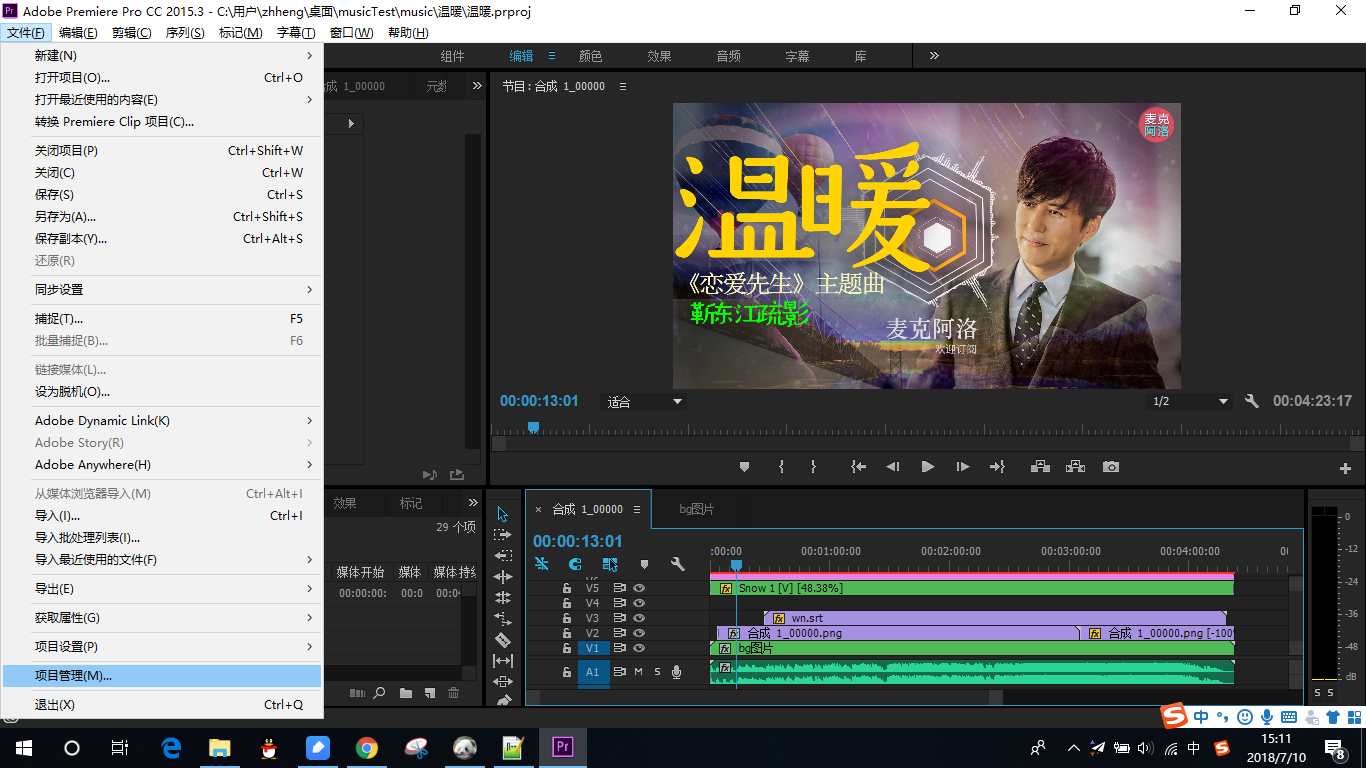 Adobe Premiere Pro CC 2015.3 - C:\用户\zhheng\桌面\musicTest\music\温暖\温暖.prproj
文件(F) 编辑(E) 剪辑(C) 序列(S) 标记(M) 字幕(T) 窗口(W) 帮助(H)
新建(N)
打开项目(O)... Ctrl+O
打开最近使用的内容(E)
转换 Premiere Clip 项目(C)...
关闭项目(P) Ctrl+Shift+W
关闭(C) Ctrl+W
保存(S) Ctrl+S
另存为(A)... Ctrl+Shift+S
保存副本(Y)... Ctrl+Alt+S
还原(R)
同步设置
捕捉(T)... F5
批量捕捉(B)... F6
链接媒体(L)...
设为脱机(O)...
Adobe Dynamic Link(K)
Adobe Story(R)
Adobe Anywhere(H)
从媒体浏览器导入(M) Ctrl+Alt+I
导入(I)... Ctrl+I
导入批处理列表(I)...
导入最近使用的文件(F)
导出(E)
获取属性(G)
项目设置(P)
项目管理(M)...
退出(X) Ctrl+Q
组件 编辑 颜色 效果 音频 字幕 库
成 1_00000 元数
节目: 合成 1_00000
麦克
阿洛
温暖
《恋爱先生》主题曲
靳东江疏影
麦克阿洛
欢迎订阅
00:00:13:01 适合 1/2 00:04:23:17
效果 标记
29 个项
媒体开始 媒体 媒体持续
00:00:00: 00:0 00:04
合成 1_00000 bg图片
00:00:13:01
:00:00 00:01:00:00 00:02:00:00 00:03:00:00 00:04:00:00 00
V5 Snow 1 [V] [48.38%]
V4
V3 wn.srt
V2 合成 1_00000.png 合成 1_00000.png [-100%
V1 bg图片
A1 M S
0
-12
-24
-36
-48
dB
S S
中
中
15:11
2018/7/10
8